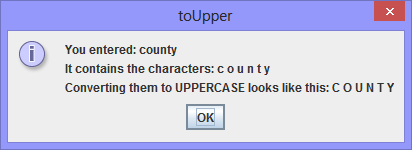 toUpper
You entered: county
It contains the characters: c o u n t y
Converting them to UPPERCASE looks like this: C O U N T Y
OK